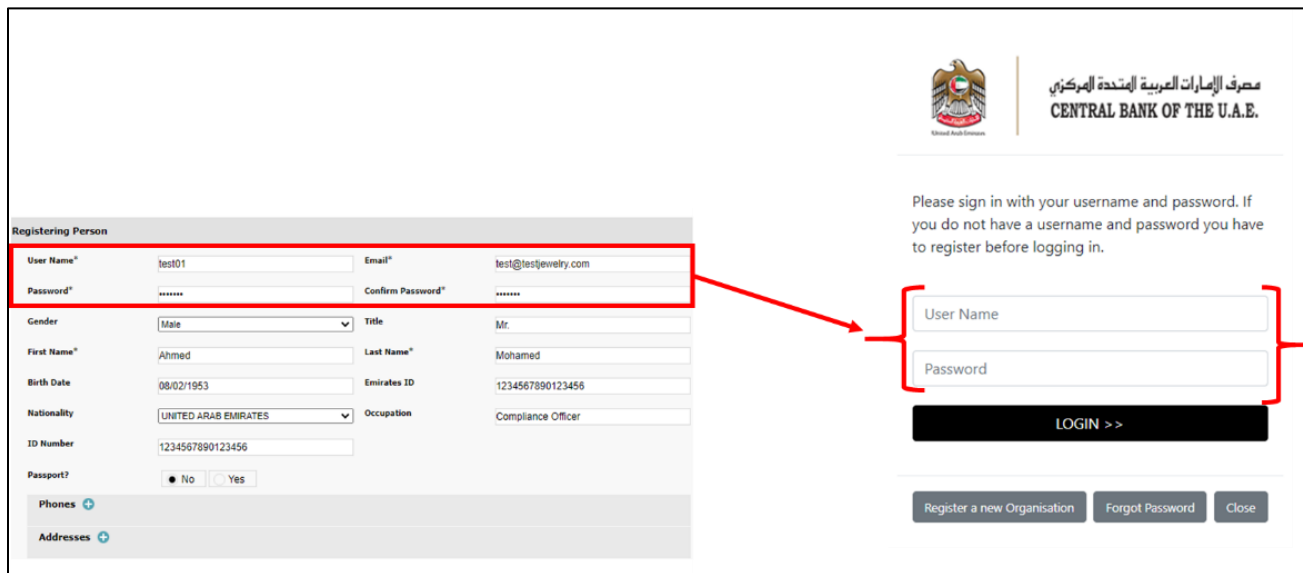 Registering Person
User Name* test01 Email* test@testjewelry.com
Password* ••••••• Confirm Password* •••••••
Gender Male Title Mr.
First Name* Ahmed Last Name* Mohamed
Birth Date 08/02/1953 Emirates ID 1234567890123456
Nationality UNITED ARAB EMIRATES Occupation Compliance Officer
ID Number 1234567890123456
Passport? No Yes
Phones
Addresses
United Arab Emirates
مصرف الإمارات العربية المتحدة المركزي
CENTRAL BANK OF THE U.A.E.
Please sign in with your username and password. If
you do not have a username and password you have
to register before logging in.
User Name
Password
LOGIN >>
Register a new Organisation Forgot Password Close